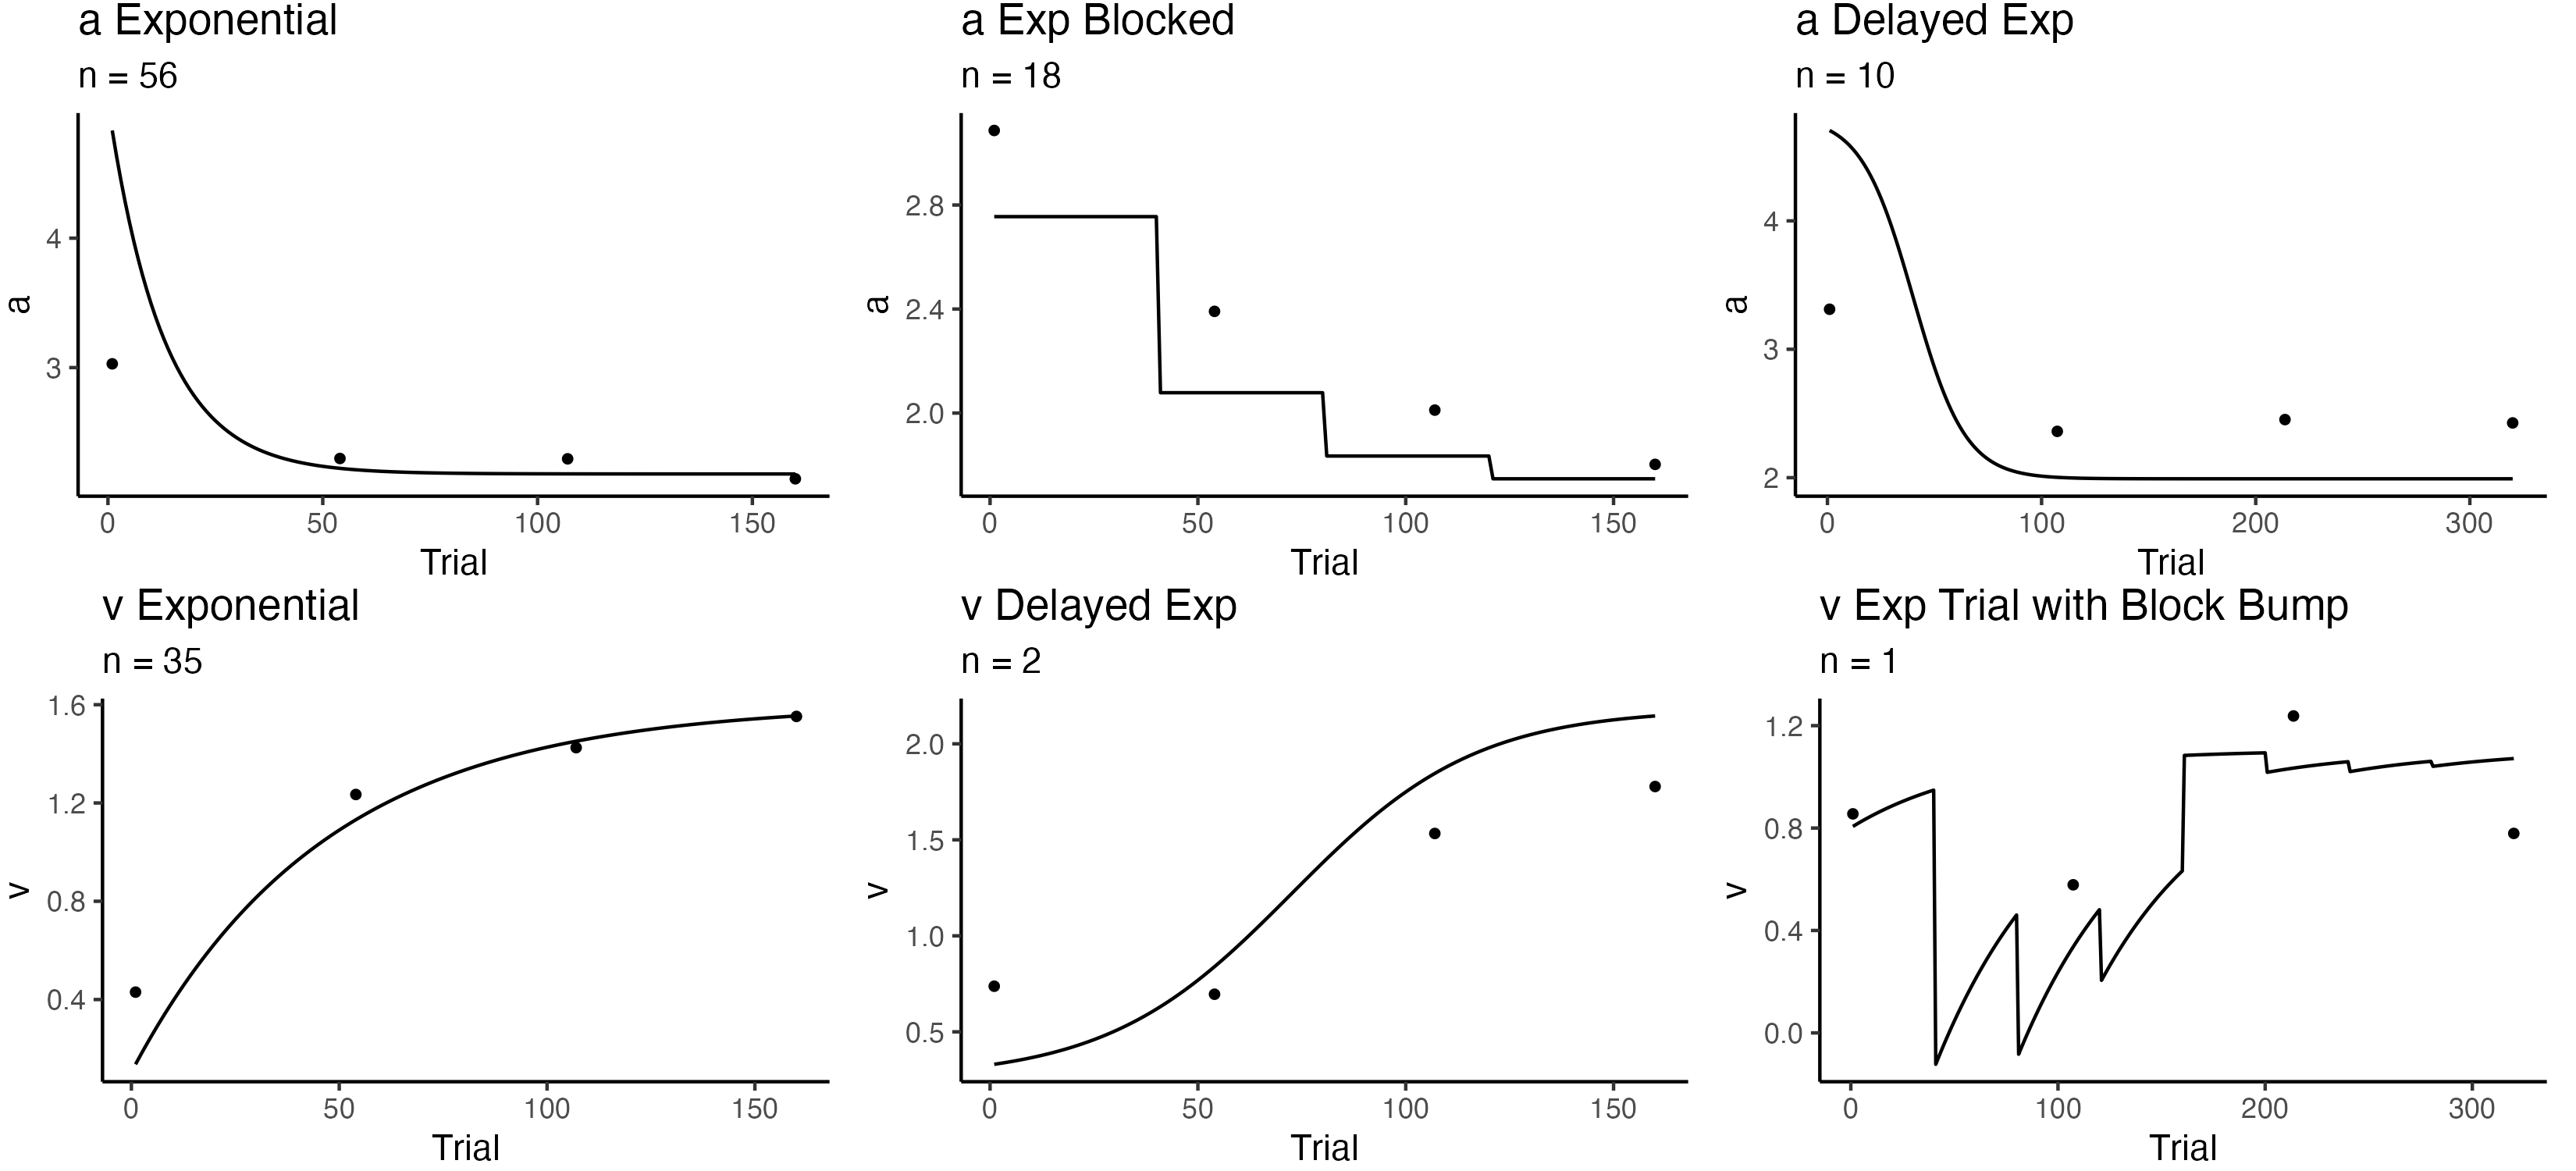 a Exponential
n = 56
4
3
a
0 50 100 150
Trial
a Exp Blocked
n = 18
2.8
2.4
2.0
a
0 50 100 150
Trial
a Delayed Exp
n = 10
4
3
2
a
0 100 200 300
Trial
v Exponential
n = 35
1.6
1.2
0.8
0.4
v
0 50 100 150
Trial
v Delayed Exp
n = 2
2.0
1.5
1.0
0.5
v
0 50 100 150
Trial
v Exp Trial with Block Bump
n = 1
1.2
0.8
0.4
0.0
v
0 100 200 300
Trial